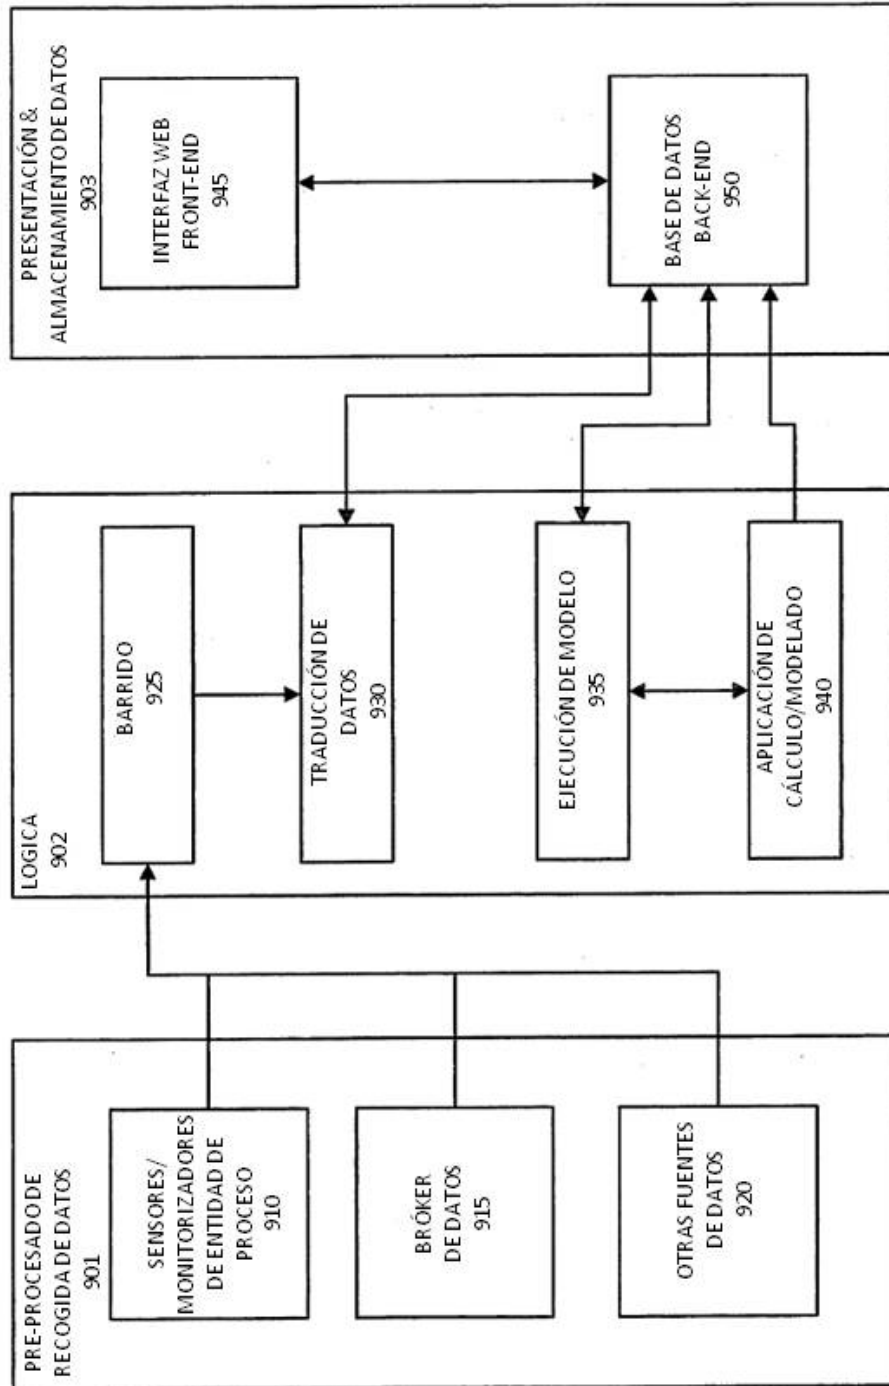 PRE-PROCESADO DE
RECOGIDA DE DATOS
901
SENSORES/
MONITORIZADORES
DE ENTIDAD DE
PROCESO
910
BRÓKER
DE DATOS
915
OTRAS FUENTES
DE DATOS
920
LOGICA
902
BARRIDO
925
TRADUCCIÓN DE
DATOS
930
EJECUCIÓN DE MODELO
935
APLICACIÓN DE
CÁLCULO/MODELADO
940
PRESENTACIÓN &
ALMACENAMIENTO DE DATOS
903
INTERFAZ WEB
FRONT-END
945
BASE DE DATOS
BACK-END
950